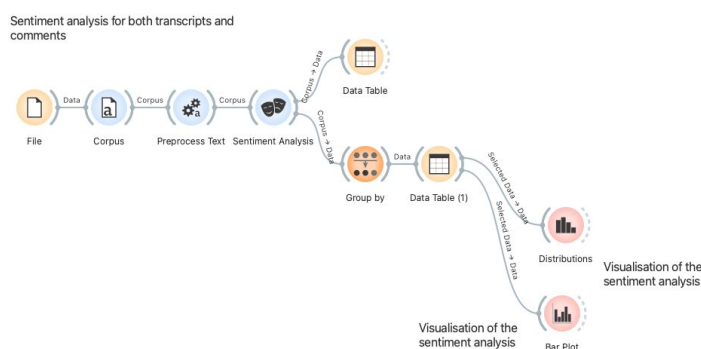 Sentiment analysis for both transcripts and
comments
Corpus → Data
Data Table
Data
Corpus
Corpus
File
Corpus
Preprocess Text
Sentiment Analysis
Corpus → Data
Data
Group by
Data Table (1)
Selected Data → Data
Distributions
Selected Data → Data
Visualisation of the
sentiment analysis
Visualisation of the
sentiment analysis
Bar Plot